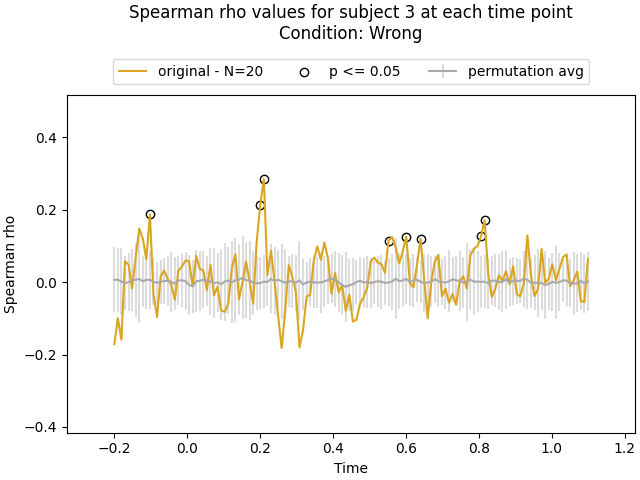 Spearman rho values for subject 3 at each time point
Condition: Wrong
original - N=20
p <= 0.05
permutation avg
Spearman rho
0.4
0.2
0.0
−0.2
−0.4
−0.2
0.0
0.2
0.4
0.6
0.8
1.0
1.2
Time